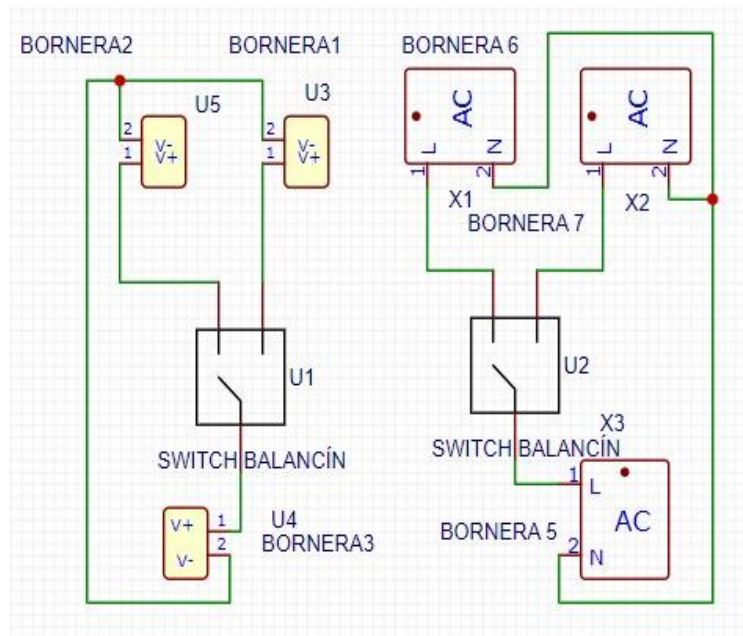 BORNERA2
BORNERA1
BORNERA 6
U5
U3
AC
AC
2
1
V-
V+
2
1
V-
V+
L
N
1
2
L
N
1
2
X1
X2
BORNERA 7
U1
U2
X3
SWITCH BALANCÍN
SWITCH BALANCÍN
1
L
AC
V+
1
U4
BORNERA 5
2
N
2
BORNERA3
V-